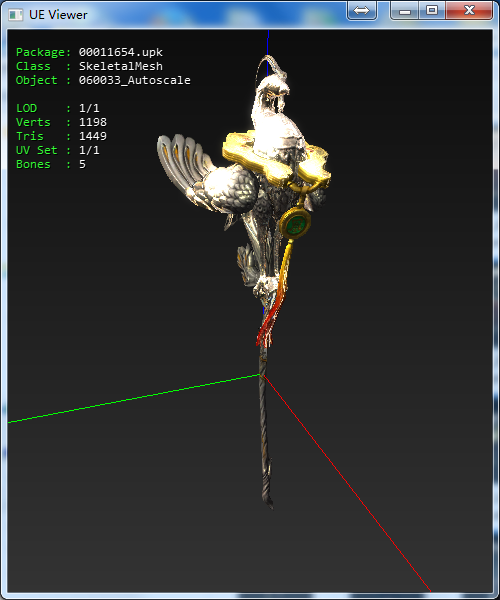 UE Viewer
Package: 00011654.upk
Class : SkeletalMesh
Object : 060033_Autoscale
LOD : 1/1
Verts : 1198
Tris : 1449
UV Set : 1/1
Bones : 5